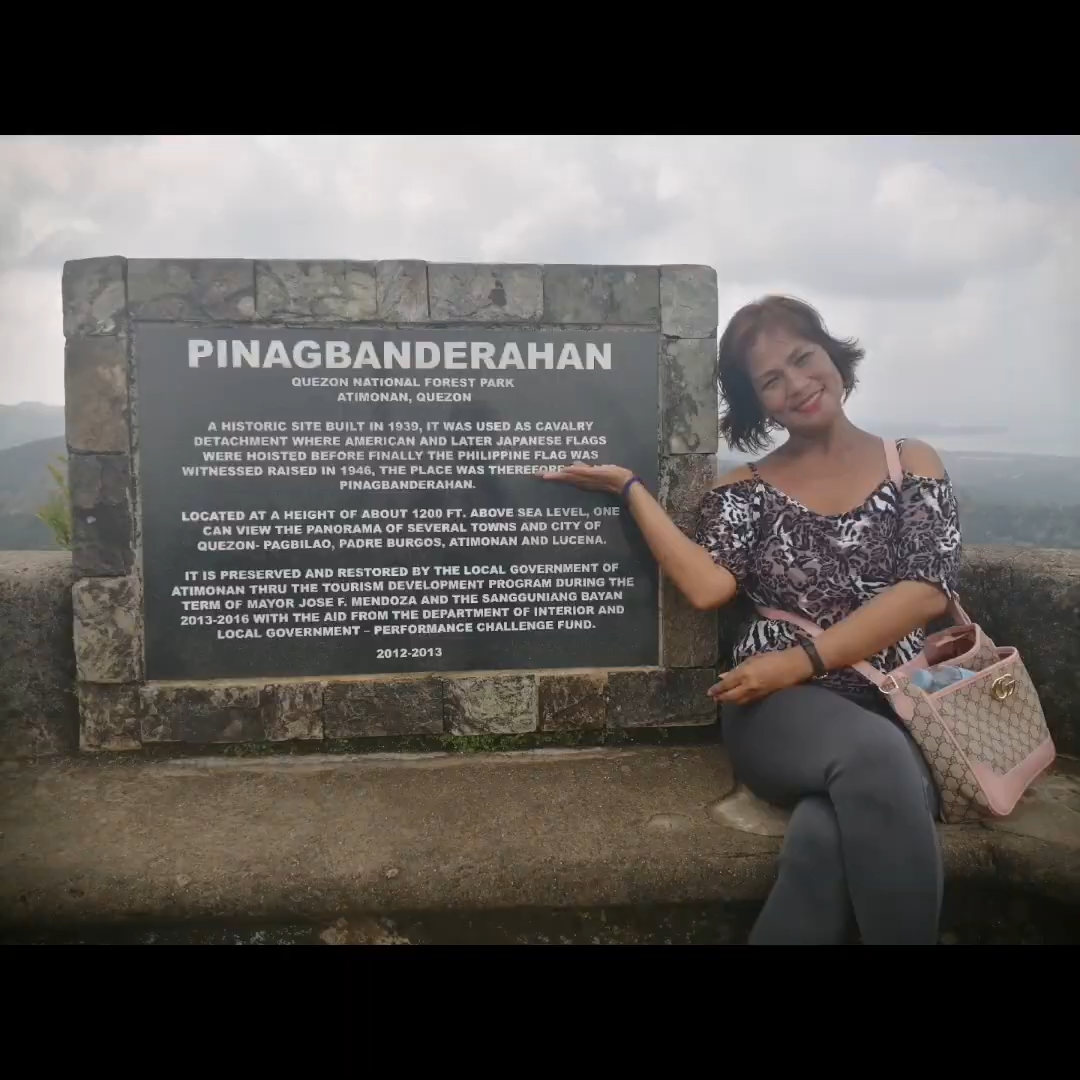 PINAGBANDERAHAN
QUEZON NATIONAL FOREST PARK
ATIMONAN, QUEZON
A HISTORIC SITE BUILT IN 1939, IT WAS USED AS CAVALRY
DETACHMENT WHERE AMERICAN AND LATER JAPANESE FLAGS
WERE HOISTED BEFORE FINALLY THE PHILIPPINE FLAG WAS
WITNESSED RAISED IN 1946, THE PLACE WAS THEREFORE
PINAGBANDERAHAN.
LOCATED AT A HEIGHT OF ABOUT 1200 FT. ABOVE SEA LEVEL, ONE
CAN VIEW THE PANORAMA OF SEVERAL TOWNS AND CITY OF
QUEZON- PAGBILAO, PADRE BURGOS, ATIMONAN AND LUCENA.
IT IS PRESERVED AND RESTORED BY THE LOCAL GOVERNMENT OF
ATIMONAN THRU THE TOURISM DEVELOPMENT PROGRAM DURING THE
TERM OF MAYOR JOSE F. MENDOZA AND THE SANGGUNIANG BAYAN
2013-2016 WITH THE AID FROM THE DEPARTMENT OF INTERIOR AND
LOCAL GOVERNMENT – PERFORMANCE CHALLENGE FUND.
2012-2013